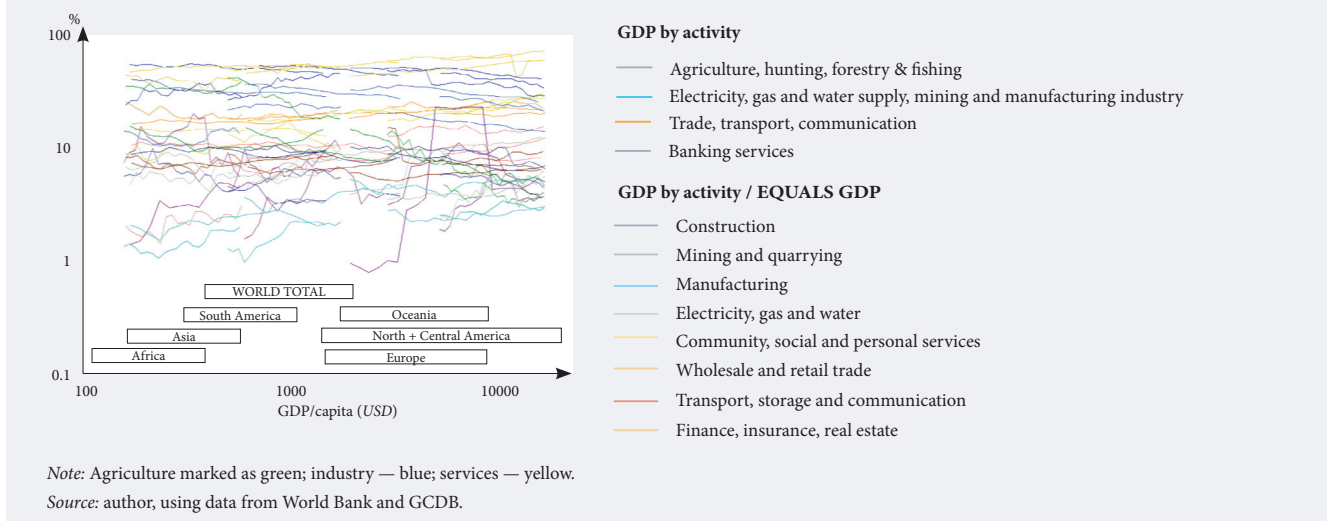 %
100
10
1
0.1
WORLD TOTAL
South America
Oceania
Asia
North + Central America
Africa
Europe
100
1000
10000
GDP/capita (USD)
GDP by activity
Agriculture, hunting, forestry & fishing
Electricity, gas and water supply, mining and manufacturing industry
Trade, transport, communication
Banking services
GDP by activity / EQUALS GDP
Construction
Mining and quarrying
Manufacturing
Electricity, gas and water
Community, social and personal services
Wholesale and retail trade
Transport, storage and communication
Finance, insurance, real estate
Note: Agriculture marked as green; industry — blue; services — yellow.
Source: author, using data from World Bank and GCDB.